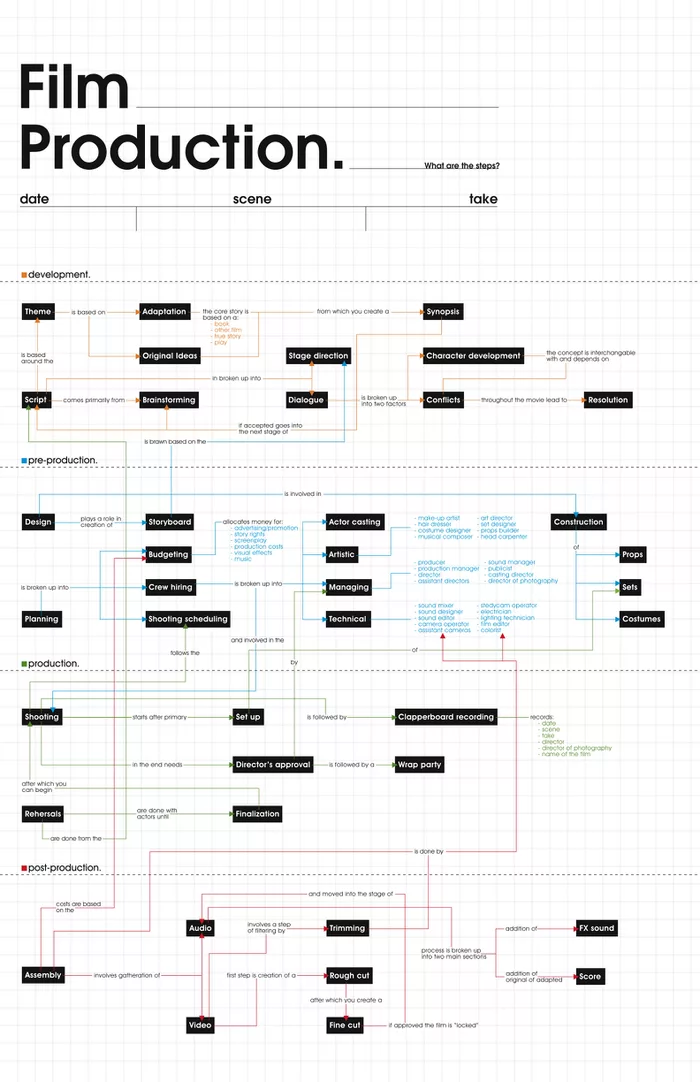 Film
Production.
What are the steps?
date
scene
take
development.
Theme
is based on
Adaptation
the core story is
based on a:
- book
- other film
- true story
- play
from which you create a
Synopsis
Original Ideas
Stage direction
Character development
the concept is interchangable
with and depends on
is based
around the
in broken up into
Script
comes primarily from
Brainstorming
Dialogue
is broken up
into two factors
Conflicts
throughout the movie lead to
Resolution
if accepted goes into
the next stage of
is brawn based on the
pre-production.
is involved in
Design
plays a role in
creation of
Storyboard
allocates money for:
- advertising/promotion
- story rights
- screenplay
- production costs
- visual effects
- music
Actor casting
- make-up artist
- hair dresser
- costume designer
- musical composer
- art director
- set designer
- props builder
- head carpenter
Construction
of
Budgeting
Artistic
Props
is broken up into
Crew hiring
is broken up into
Managing
- producer
- production manager
- director
- assistant directors
- sound manager
- publicist
- casting director
- director of photography
Sets
Planning
Shooting scheduling
Technical
- sound mixer
- sound designer
- sound editor
- camera operator
- assistant cameras
- stedycam operator
- electrician
- lighting technician
- film editor
- colorist
Costumes
and involved in the
follows the
of
by
production.
Shooting
starts after primary
Set up
is followed by
Clapperboard recording
records:
- date
- scene
- take
- director
- director of photography
- name of the film
in the end needs
Director's approval
is followed by a
Wrap party
after which you
can begin
Rehersals
are done with
actors until
Finalization
are done from the
is done by
post-production.
and moved into the stage of
costs are based
on the
Audio
involves a step
of filtering by
Trimming
addition of
FX sound
process is broken up
into two main sections
Assembly
involves gatheration of
first step is creation of a
Rough cut
addition of
original of adapted
Score
after which you create a
Video
Fine cut
if approved the film is "locked"